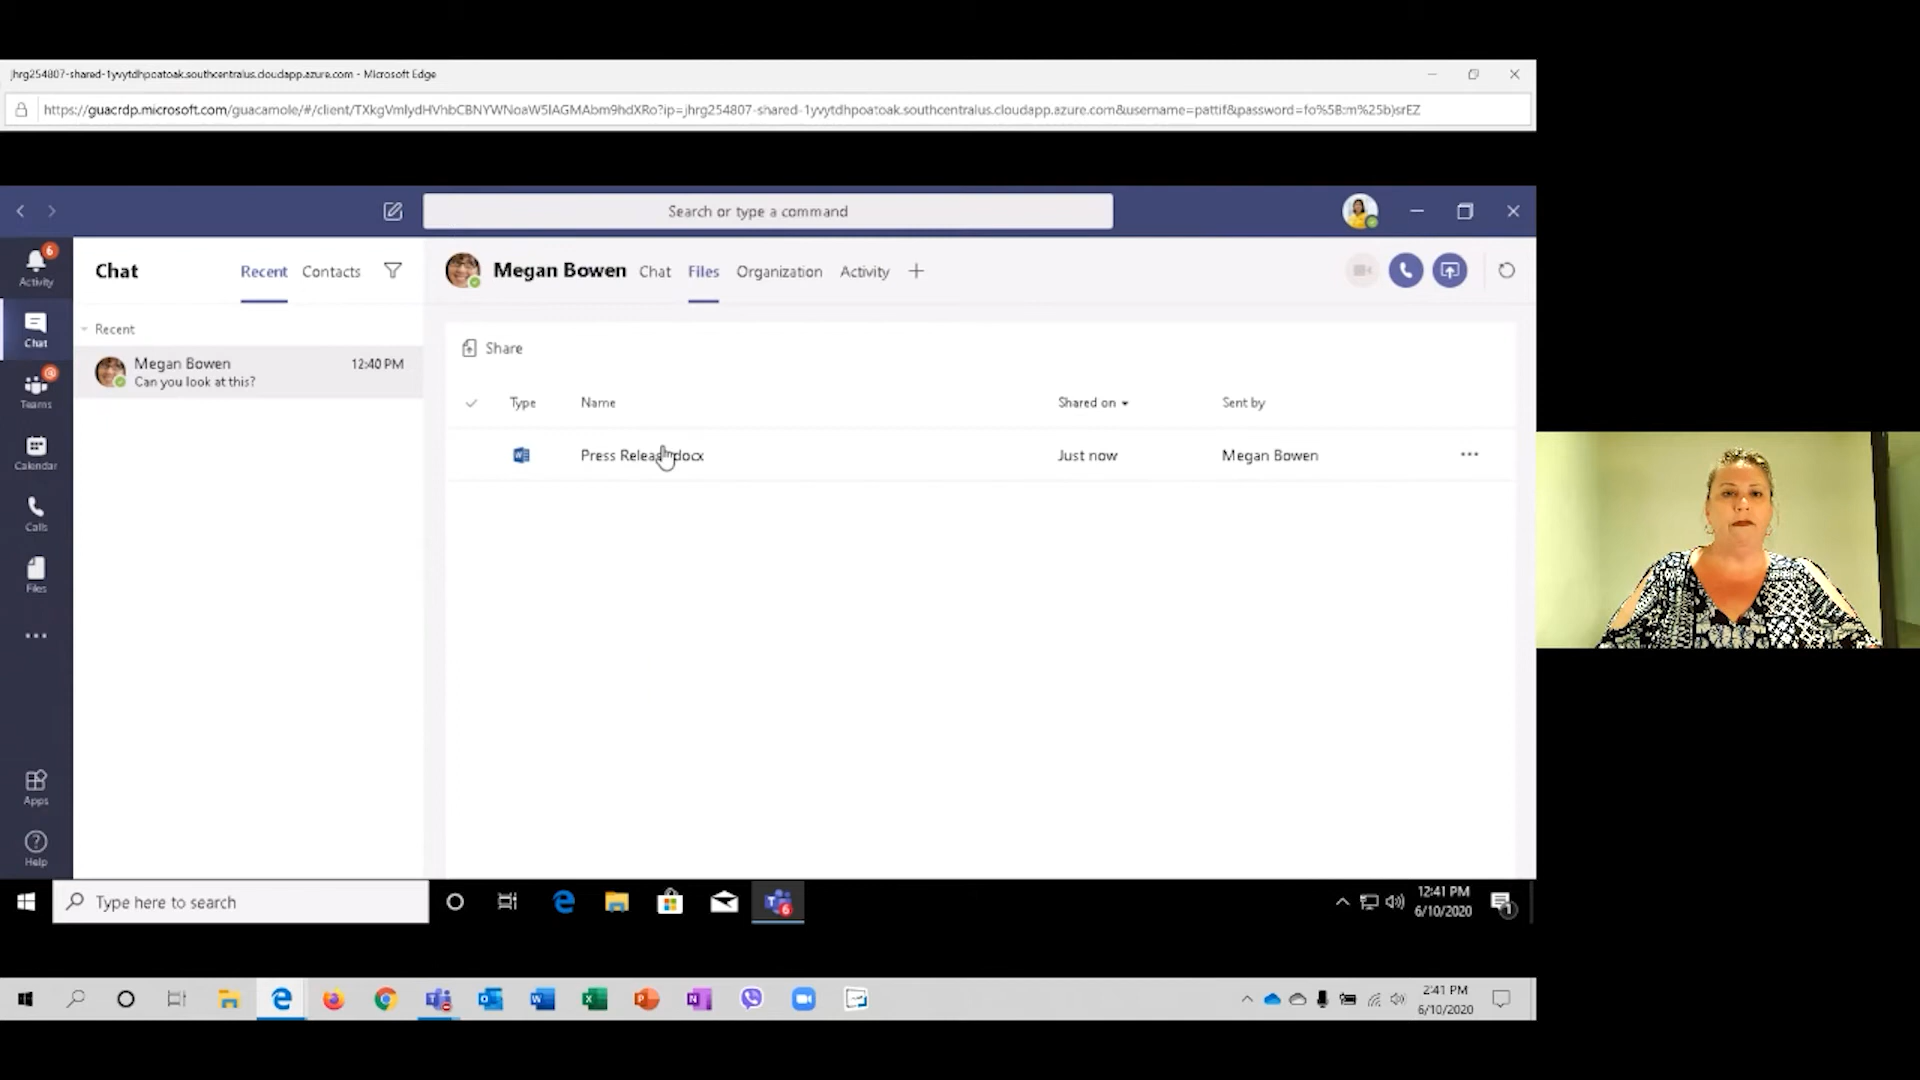 jhrg254807-shared-1yvytdhpoatoak.southcentralus.cloudapp.azure.com - Microsoft Edge
https://guacrdp.microsoft.com/guacamole/#/client/TXkgVmlydHVhbCBNYWNoaW5lAGMAbm9hdXRo?ip=jhrg254807-shared-1yvytdhpoatoak.southcentralus.cloudapp.azure.com&username=pattif&password=fo%5B:m%25b)srEZ
Search or type a command
6
Activity
Chat
Teams
Calendar
Calls
Files
Apps
Help
Chat Recent Contacts
Recent
Megan Bowen 12:40 PM
Can you look at this?
Megan Bowen Chat Files Organization Activity
Share
Type Name Shared on Sent by
Press Release.docx Just now Megan Bowen
Type here to search
6
12:41 PM
6/10/2020
1
2:41 PM
6/10/2020